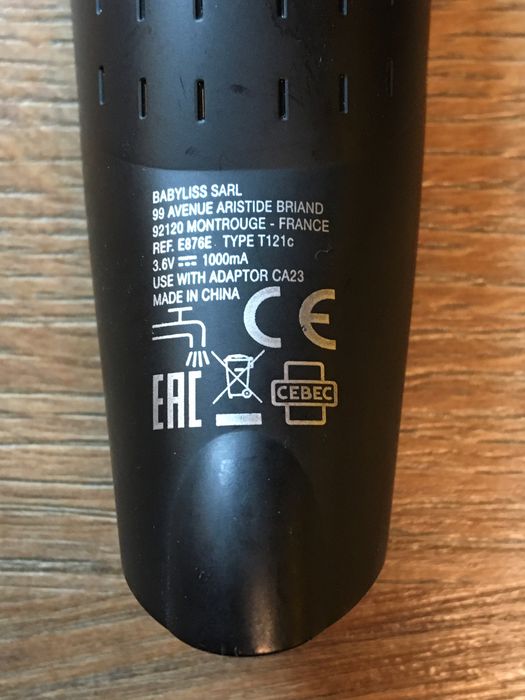 BABYLISS SARL
99 AVENUE ARISTIDE BRIAND
92120 MONTROUGE - FRANCE
REF. E876E TYPE T121c
3.6V ⎓ 1000mA
USE WITH ADAPTOR CA23
MADE IN CHINA
CE
EAC
CEBEC